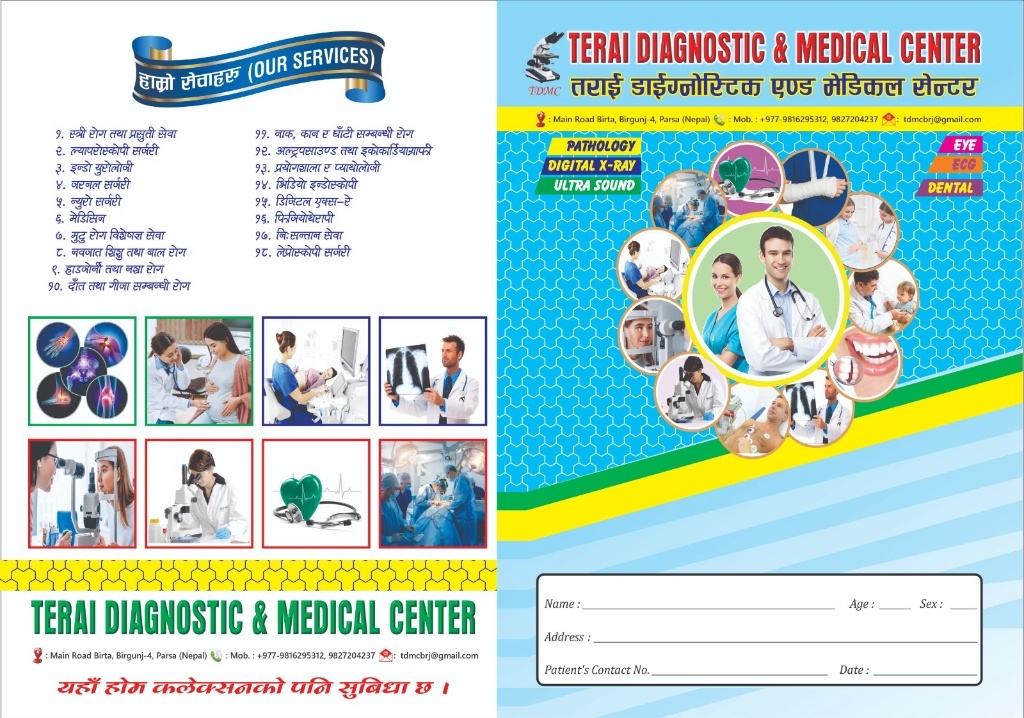 हाम्रो सेवाहरू (OUR SERVICES)
१. स्त्री रोग तथा प्रसुती सेवा
२. ल्यापरोस्कोपी सर्जरी
३. इन्डो युरोलोजी
४. जरनल सर्जरी
५. न्युरो सर्जरी
६. मेडिसिन
७. मुटु रोग विशेषज्ञ सेवा
८. नवजात शिशु तथा बाल रोग
९. हाडजोर्नी तथा नशा रोग
१०. दाँत तथा गीजा सम्बन्धी रोग
११. नाक, कान र घाँटी सम्बन्धी रोग
१२. अल्ट्रासाउण्ड तथा इकोकार्डियोग्राफी
१३. प्रयोगशाला र प्याथोलोजी
१४. भिडियो इन्डोस्कोपी
१५. डिजिटल एक्स–रे
१६. फिजियोथेरापी
१७. निःसन्तान सेवा
१८. लेप्रोस्कोपी सर्जरी
TERAI DIAGNOSTIC & MEDICAL CENTER
: Main Road Birta, Birgunj-4, Parsa (Nepal) : Mob. : +977-9816295312, 9827204237 : tdmcbrj@gmail.com
यहाँ होम कलेक्सनको पनि सुबिधा छ ।
TERAI DIAGNOSTIC & MEDICAL CENTER
TDMC
तराई डाईग्नोस्टिक एण्ड मेडिकल सेन्टर
: Main Road Birta, Birgunj-4, Parsa (Nepal) : Mob. : +977-9816295312, 9827204237 : tdmcbrj@gmail.com
PATHOLOGY
DIGITAL X-RAY
ULTRA SOUND
EYE
ECG
DENTAL
Name : Age : Sex :
Address :
Patient's Contact No. Date :